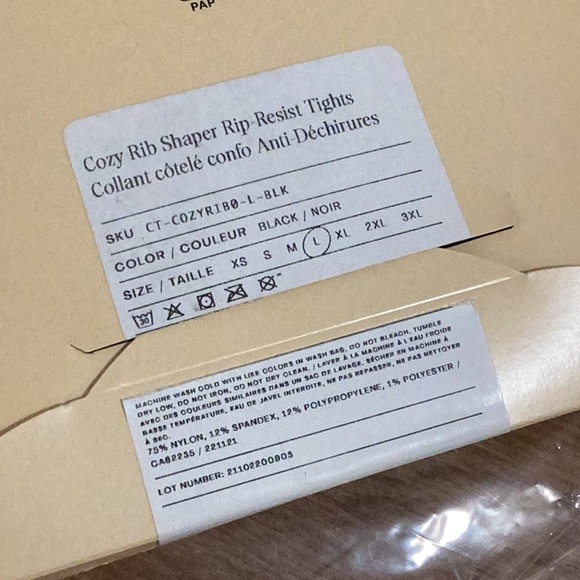 PAP
Cozy Rib Shaper Rip-Resist Tights
Collant côtelé confo Anti-Déchirures
SKU CT-COZYRIB0-L-BLK
COLOR / COULEUR BLACK / NOIR
SIZE / TAILLE XS S M L XL 2XL 3XL
30
MACHINE WASH COLD WITH LIKE COLORS IN WASH BAG, DO NOT BLEACH, TUMBLE
DRY LOW, DO NOT IRON, DO NOT DRY CLEAN. / LAVER À LA MACHINE À L'EAU FROIDE
AVEC DES COULEURS SIMILAIRES DANS UN SAC DE LAVAGE, SÉCHER EN MACHINE À
BASSE TEMPÉRATURE, EAU DE JAVEL INTERDITE, NE PAS REPASSER, NE PAS NETTOYER
À SEC.
75% NYLON, 12% SPANDEX, 12% POLYPROPYLENE, 1% POLYESTER /
CA62235 / 221121
LOT NUMBER: 21102200903